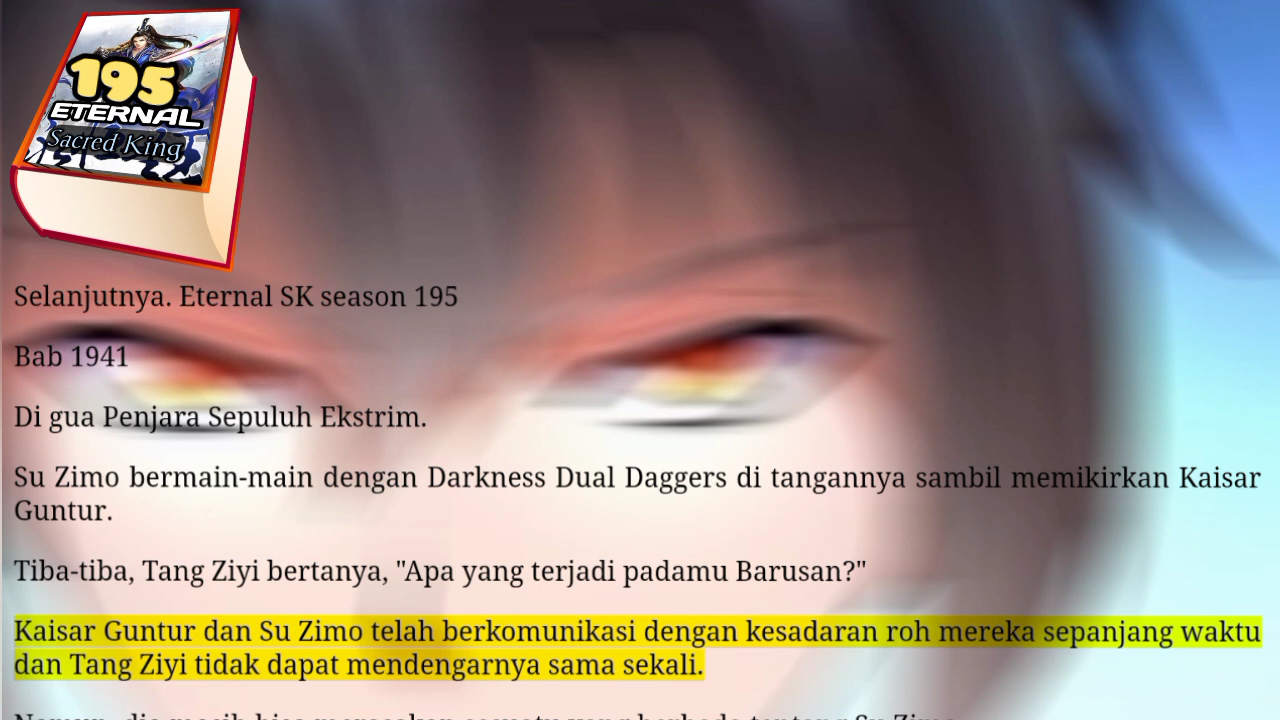 195
ETERNAL
Sacred King
Selanjutnya. Eternal SK season 195
Bab 1941
Di gua Penjara Sepuluh Ekstrim.
Su Zimo bermain-main dengan Darkness Dual Daggers di tangannya sambil memikirkan Kaisar
Guntur.
Tiba-tiba, Tang Ziyi bertanya, "Apa yang terjadi padamu Barusan?"
Kaisar Guntur dan Su Zimo telah berkomunikasi dengan kesadaran roh mereka sepanjang waktu
dan Tang Ziyi tidak dapat mendengarnya sama sekali.